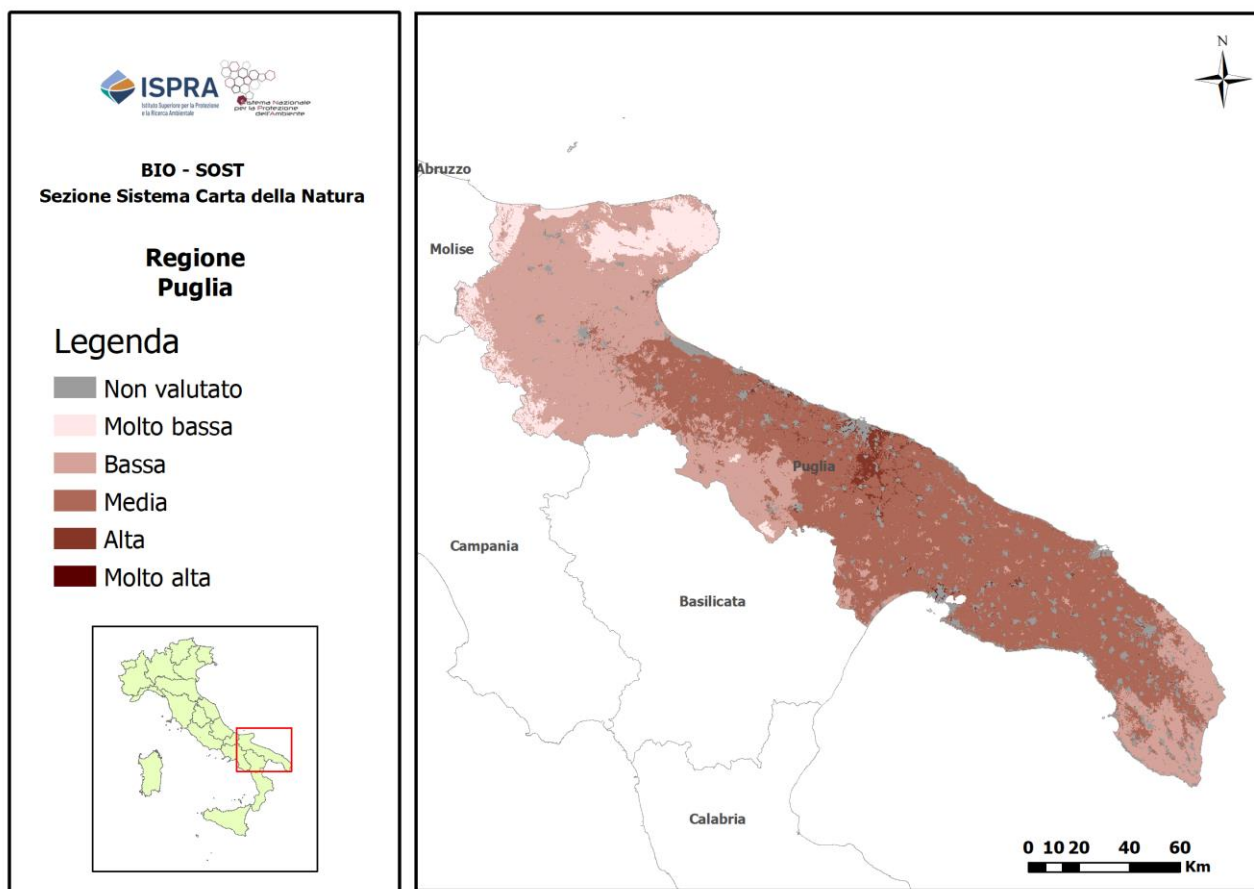 ISPRA
Istituto Superiore per la Protezione
e la Ricerca Ambientale
Sistema Nazionale
per la Protezione
dell'Ambiente
BIO - SOST
Sezione Sistema Carta della Natura
Regione
Puglia
Legenda
Non valutato
Molto bassa
Bassa
Media
Alta
Molto alta
N
Abruzzo
Molise
Puglia
Campania
Basilicata
Calabria
0 10 20 40 60
Km